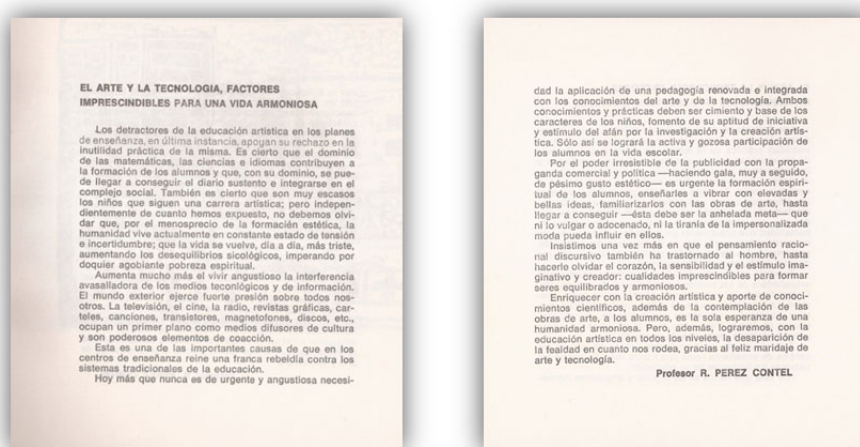 EL ARTE Y LA TECNOLOGIA, FACTORES
IMPRESCINDIBLES PARA UNA VIDA ARMONIOSA
Los detractores de la educación artística en los planes
de enseñanza, en última instancia, apoyan su rechazo en la
inutilidad práctica de la misma. Es cierto que el dominio
de las matemáticas, las ciencias e idiomas contribuyen a
la formación de los alumnos y que, con su dominio, se pue-
de llegar a conseguir el diario sustento e integrarse en el
complejo social. También es cierto que son muy escasos
los niños que siguen una carrera artística; pero indepen-
dientemente de cuanto hemos expuesto, no debemos olvi-
dar que, por el menosprecio de la formación estética, la
humanidad vive actualmente en constante estado de tensión
e incertidumbre; que la vida se vuelve, día a día, más triste,
aumentando los desequilibrios sicológicos, imperando por
doquier agobiante pobreza espiritual.
Aumenta mucho más el vivir angustioso la interferencia
avasalladora de los medios teconlógicos y de información.
El mundo exterior ejerce fuerte presión sobre todos nos-
otros. La televisión, el cine, la radio, revistas gráficas, car-
teles, canciones, transistores, magnetofones, discos, etc.,
ocupan un primer plano como medios difusores de cultura
y son poderosos elementos de coacción.
Esta es una de las importantes causas de que en los
centros de enseñanza reine una franca rebeldía contra los
sistemas tradicionales de la educación.
Hoy más que nunca es de urgente y angustiosa necesi-
dad la aplicación de una pedagogía renovada e integrada
con los conocimientos del arte y de la tecnología. Ambos
conocimientos y prácticas deben ser cimiento y base de los
caracteres de los niños, fomento de su aptitud de iniciativa
y estímulo del afán por la investigación y la creación artís-
tica. Sólo así se logrará la activa y gozosa participación de
los alumnos en la vida escolar.
Por el poder irresistible de la publicidad con la propa-
ganda comercial y política —haciendo gala, muy a seguido,
de pésimo gusto estético— es urgente la formación espiri-
tual de los alumnos, enseñarles a vibrar con elevadas y
bellas ideas, familiarizarlos con las obras de arte, hasta
llegar a conseguir —ésta debe ser la anhelada meta— que
ni lo vulgar o adocenado, ni la tiranía de la impersonalizada
moda pueda influir en ellos.
Insistimos una vez más en que el pensamiento racio-
nal discursivo también ha trastornado al hombre, hasta
hacerlo olvidar el corazón, la sensibilidad y el estímulo ima-
ginativo y creador: cualidades imprescindibles para formar
seres equilibrados y armoniosos.
Enriquecer con la creación artística y aporte de conoci-
mientos científicos, además de la contemplación de las
obras de arte, a los alumnos, es la sola esperanza de una
humanidad armoniosa. Pero, además, lograremos, con la
educación artística en todos los niveles, la desaparición de
la fealdad en cuanto nos rodea, gracias al feliz maridaje de
arte y tecnología.
Profesor R. PEREZ CONTEL